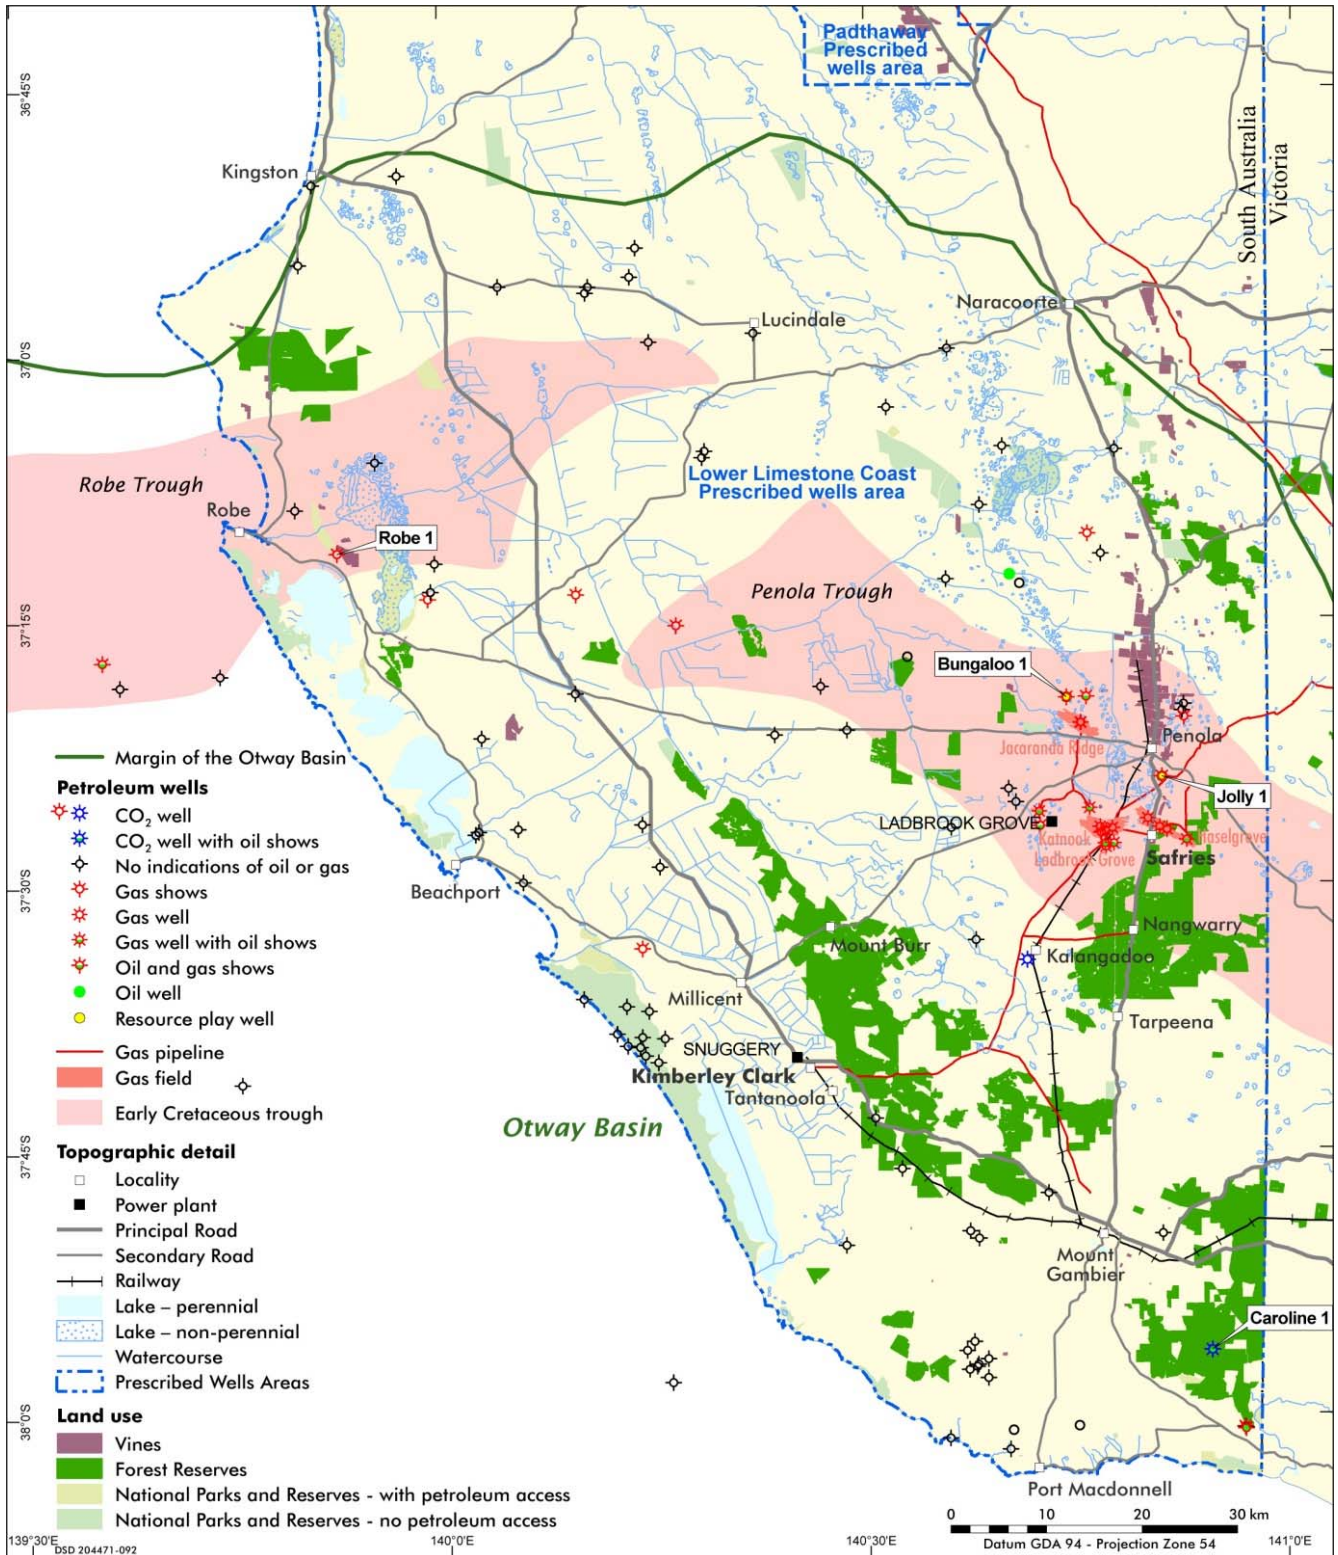 Padthaway
Prescribed
wells area
36°45'S
South Australia
Victoria
Kingston
Naracoorte
Lucindale
37°0'S
Lower Limestone Coast
Prescribed wells area
Robe Trough
Robe
Robe 1
Penola Trough
37°15'S
Bungaloo 1
Jacaranda Ridge
Penola
Jolly 1
LADBROOK GROVE
Katnook
Ladbrook Grove
Haselgrove
Safries
Beachport
37°30'S
Mount Burr
Nangwarry
Kalangadoo
Millicent
Tarpeena
SNUGGERY
Kimberley Clark
Tantanoola
Otway Basin
37°45'S
Mount
Gambier
Caroline 1
38°0'S
Port Macdonnell
Margin of the Otway Basin
Petroleum wells
CO2 well
CO2 well with oil shows
No indications of oil or gas
Gas shows
Gas well
Gas well with oil shows
Oil and gas shows
Oil well
Resource play well
Gas pipeline
Gas field
Early Cretaceous trough
Topographic detail
Locality
Power plant
Principal Road
Secondary Road
Railway
Lake – perennial
Lake – non-perennial
Watercourse
Prescribed Wells Areas
Land use
Vines
Forest Reserves
National Parks and Reserves - with petroleum access
National Parks and Reserves - no petroleum access
0 10 20 30 km
Datum GDA 94 - Projection Zone 54
139°30'E
140°0'E
140°30'E
141°0'E
DSD 204471-092